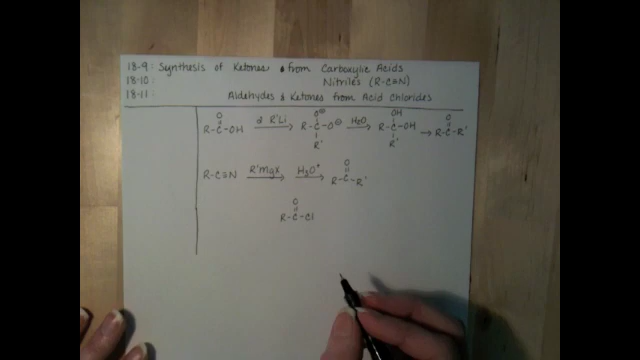 18-9: Synthesis of Ketones from Carboxylic Acids
18-10: Nitriles (R-C≡N)
18-11: Aldehydes & Ketones from Acid Chlorides
O O⊖ OH O
R-C-OH 2 R'Li R-C-O⊖ H2O R-C-OH → R-C-R'
R' R'
O
R-C≡N R'MgX H3O+ R-C-R'
O
R-C-Cl